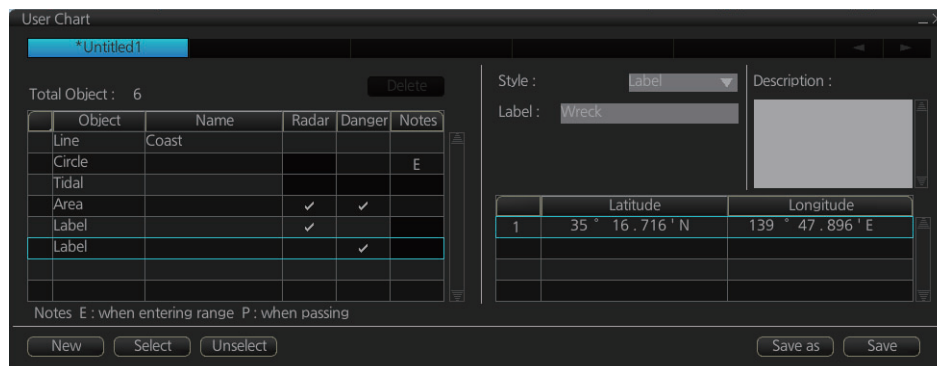 User Chart
*Untitled1
Total Object : 6
Delete
Object Name Radar Danger Notes
Line Coast
Circle E
Tidal
Area ✓ ✓
Label ✓
Label ✓
Notes E : when entering range P : when passing
Style : Label
Label : Wreck
Description :
Latitude Longitude
1 35 ° 16 . 716 ' N 139 ° 47 . 896 ' E
New Select Unselect Save as Save